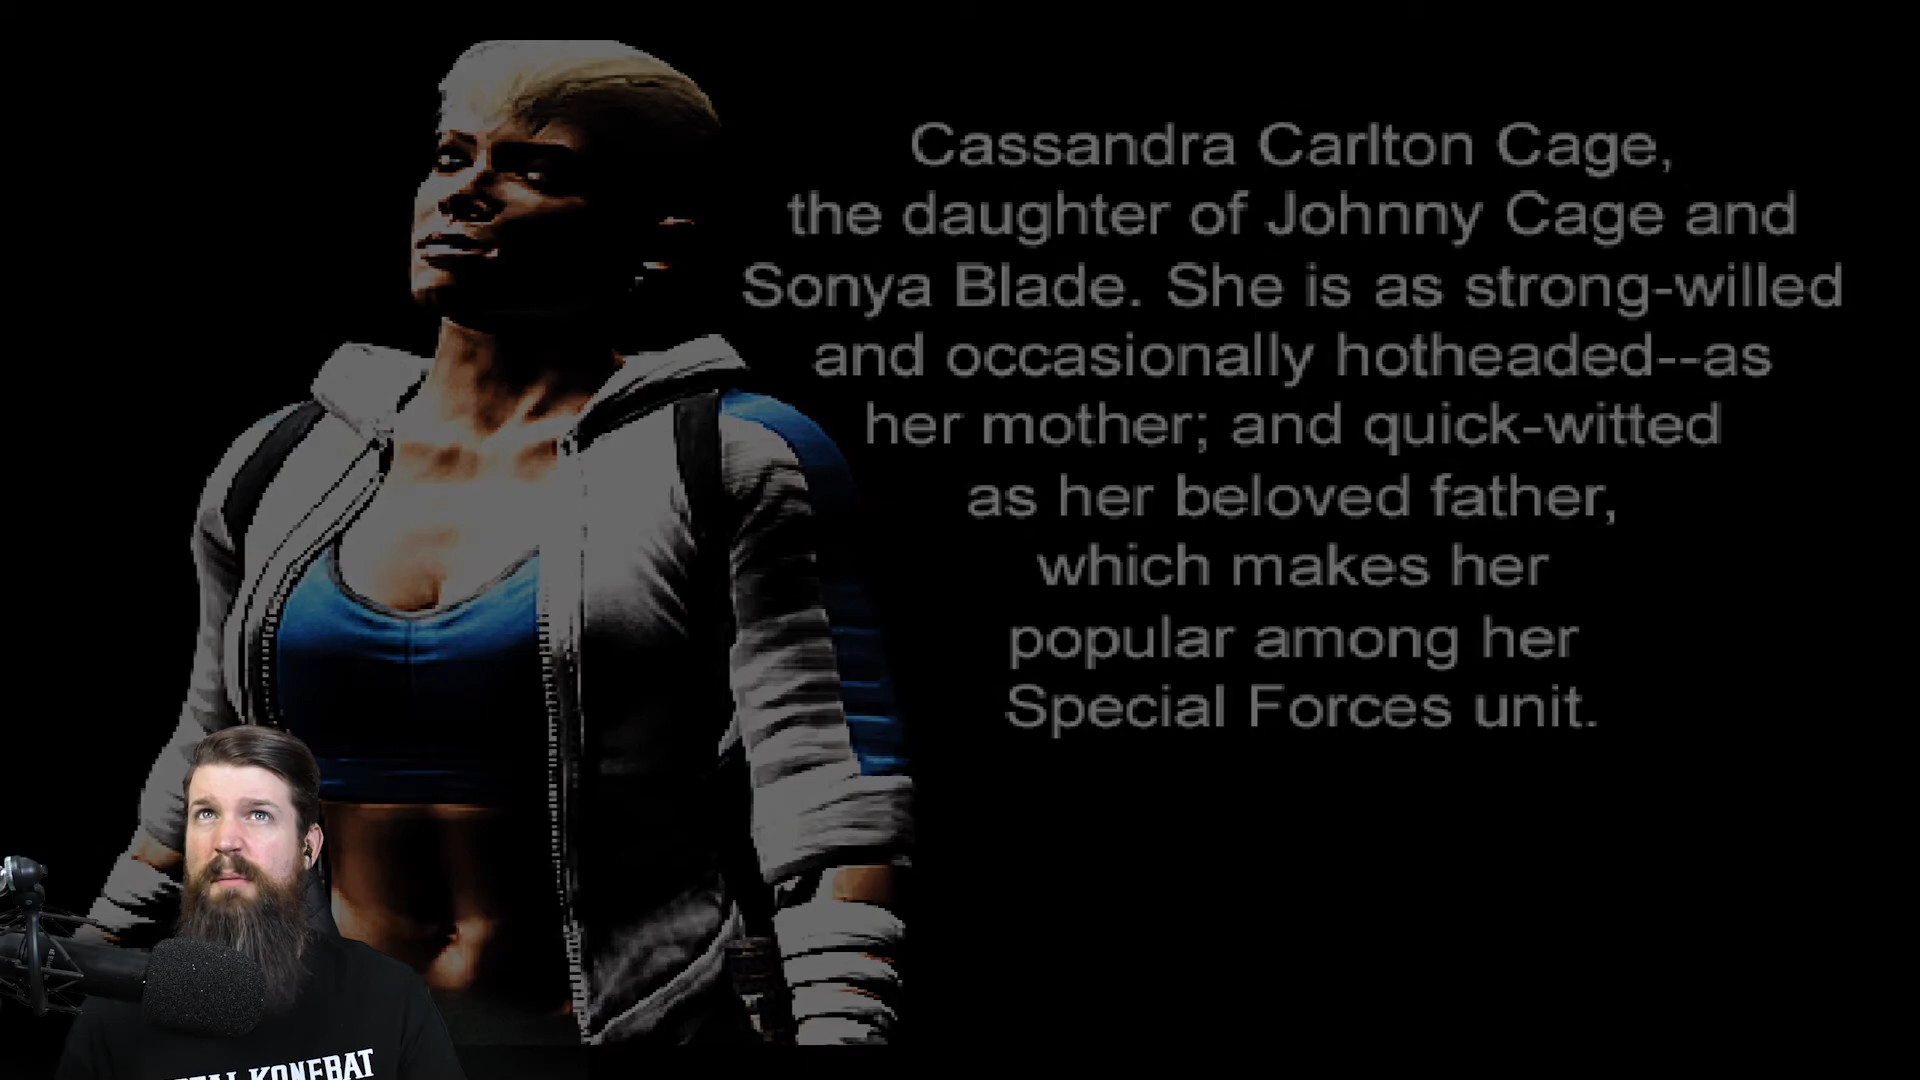 Cassandra Carlton Cage,
the daughter of Johnny Cage and
Sonya Blade. She is as strong-willed
and occasionally hotheaded--as
her mother; and quick-witted
as her beloved father,
which makes her
popular among her
Special Forces unit.
KOMBAT